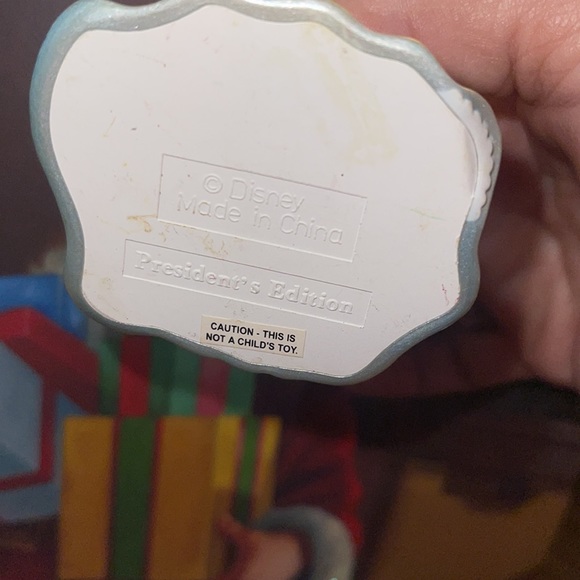 © Disney
Made in China
President's Edition
CAUTION - THIS IS
NOT A CHILD'S TOY.